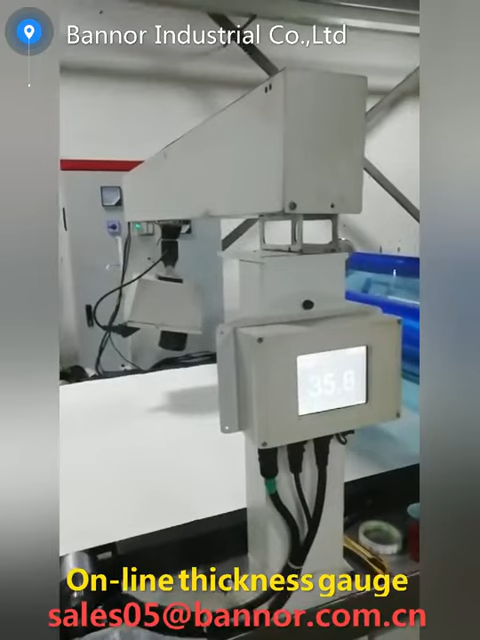 Bannor Industrial Co.,Ltd
35.8
On-line thickness gauge
sales05@bannor.com.cn